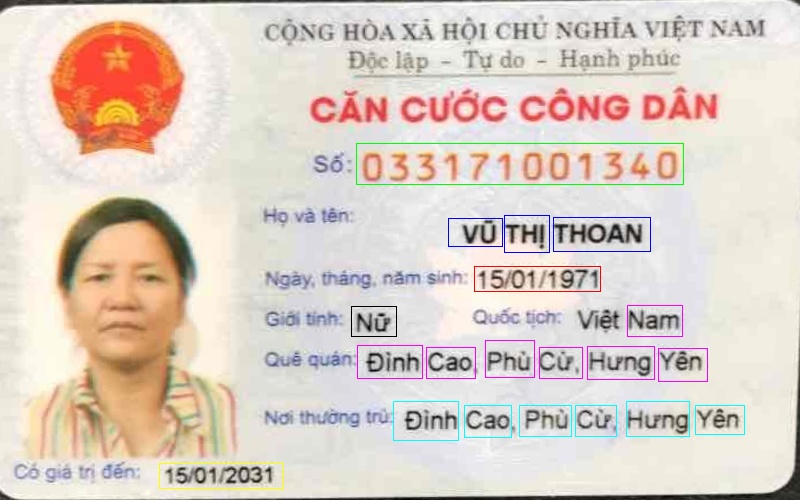 CỘNG HÒA XÃ HỘI CHỦ NGHĨA VIỆT NAM
Độc lập - Tự do - Hạnh phúc
CĂN CƯỚC CÔNG DÂN
Số: 033171001340
Họ và tên:
VŨ THỊ THOAN
Ngày, tháng, năm sinh: 15/01/1971
Giới tính: Nữ Quốc tịch: Việt Nam
Quê quán: Đình Cao, Phù Cừ, Hưng Yên
Nơi thường trú: Đình Cao, Phù Cừ, Hưng Yên
Có giá trị đến: 15/01/2031